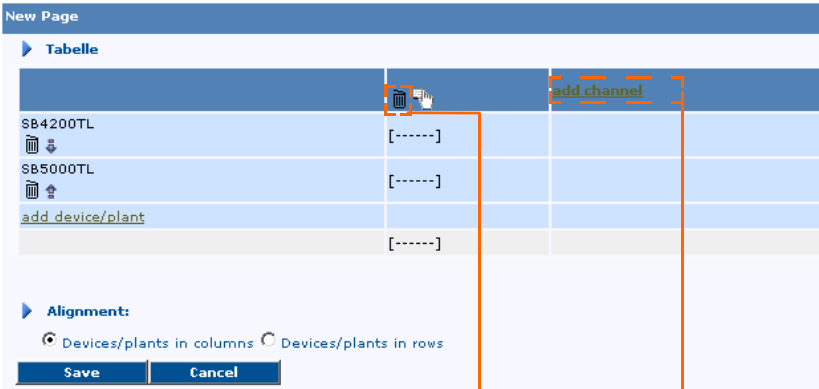 New Page
Tabelle
add channel
SB4200TL
[------]
SB5000TL
[------]
add device/plant
[------]
Alignment:
Devices/plants in columns Devices/plants in rows
Save Cancel